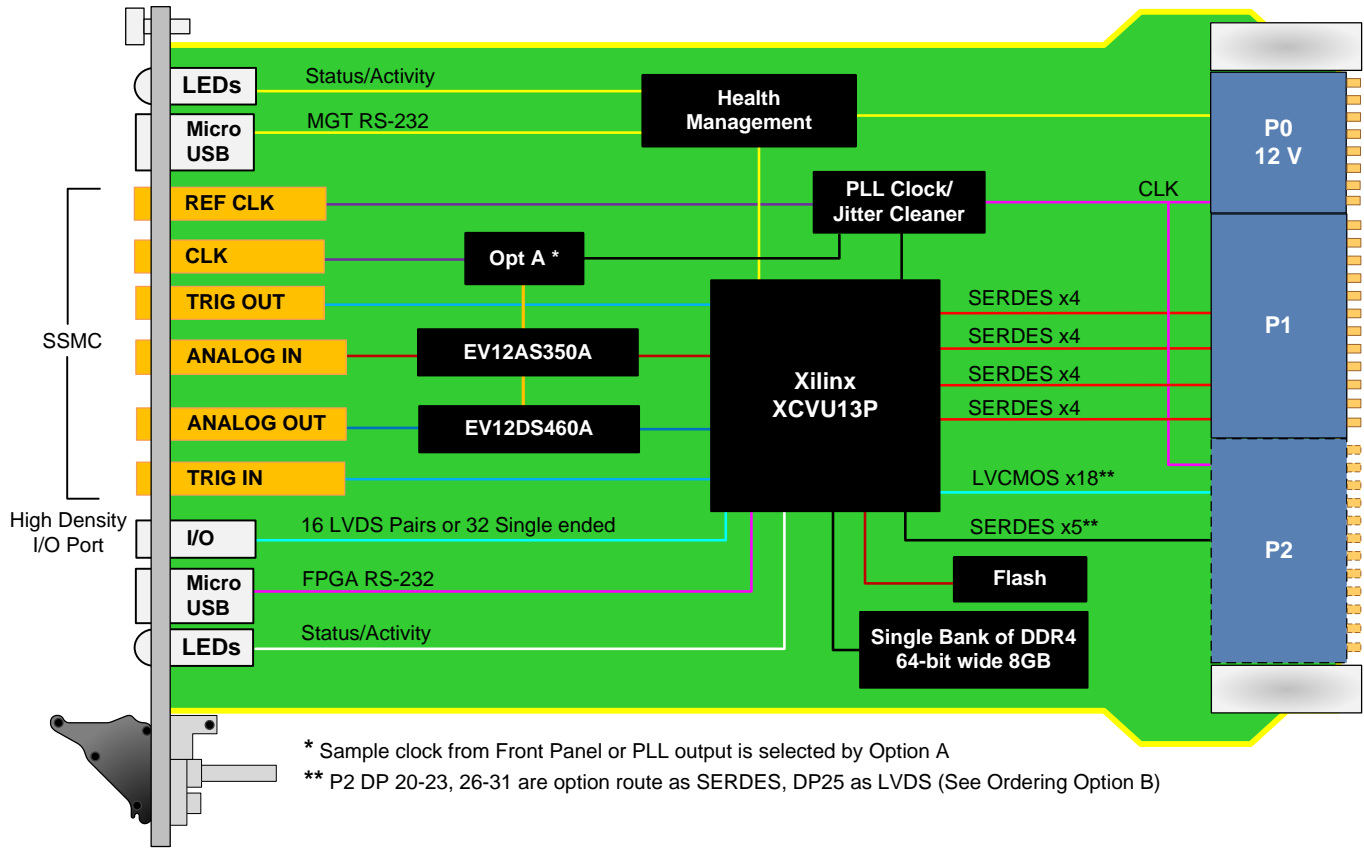 LEDs
Status/Activity
Health
Management
Micro
USB
MGT RS-232
P0
12 V
REF CLK
PLL Clock/
Jitter Cleaner
CLK
CLK
Opt A *
TRIG OUT
SERDES x4
SSMC
ANALOG IN
EV12AS350A
SERDES x4
P1
Xilinx
XCVU13P
SERDES x4
ANALOG OUT
EV12DS460A
SERDES x4
TRIG IN
LVCMOS x18**
High Density
I/O Port
I/O
16 LVDS Pairs or 32 Single ended
SERDES x5**
P2
Micro
USB
FPGA RS-232
Flash
LEDs
Status/Activity
Single Bank of DDR4
64-bit wide 8GB
* Sample clock from Front Panel or PLL output is selected by Option A
** P2 DP 20-23, 26-31 are option route as SERDES, DP25 as LVDS (See Ordering Option B)